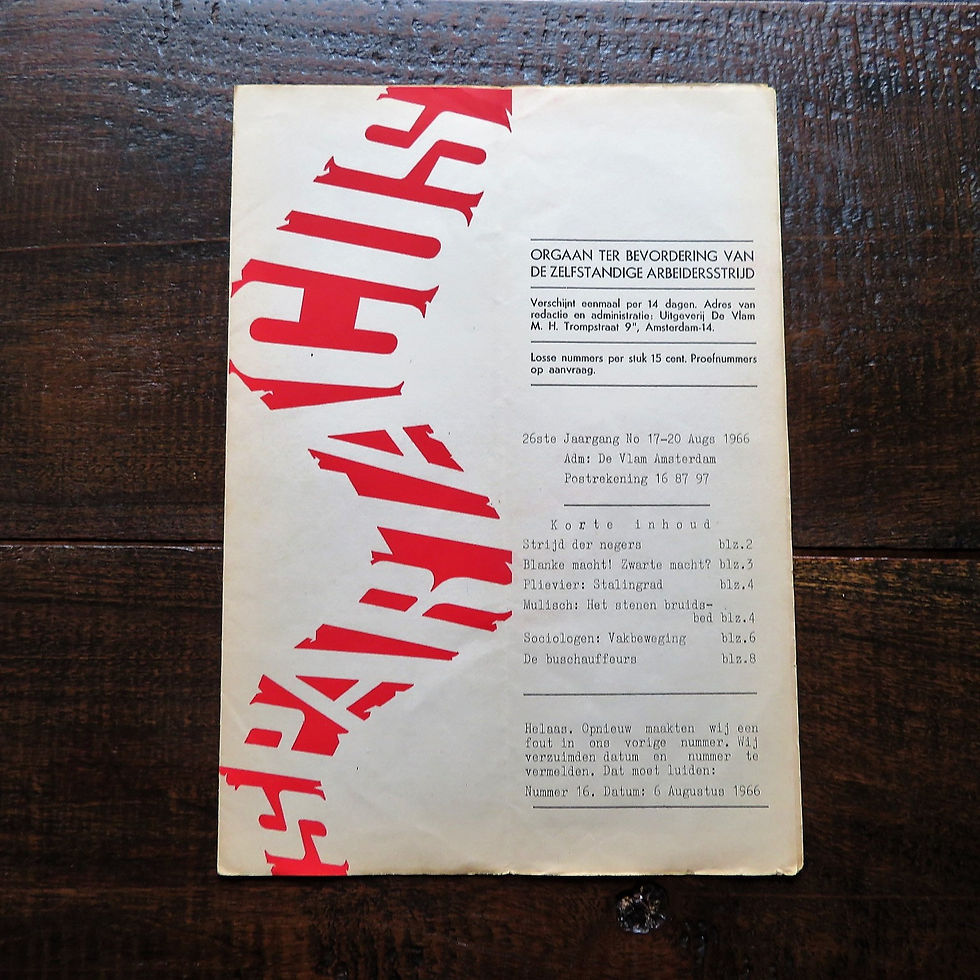 SPARTACUS
ORGAAN TER BEVORDERING VAN
DE ZELFSTANDIGE ARBEIDERSSTRIJD
Verschijnt eenmaal per 14 dagen. Adres van
redactie en administratie: Uitgeverij De Vlam
M. H. Trompstraat 9", Amsterdam-14.
Losse nummers per stuk 15 cent. Proefnummers
op aanvraag.
26ste Jaargang No 17-20 Augs 1966
Adm: De Vlam Amsterdam
Postrekening 16 87 97
Korte inhoud
Strijd der negers blz.2
Blanke macht! Zwarte macht? blz.3
Plievier: Stalingrad blz.4
Mulisch: Het stenen bruids-
bed blz.4
Sociologen: Vakbeweging blz.6
De buschauffeurs blz.8
Helaas. Opnieuw maakten wij een
fout in ons vorige nummer. Wij
verzuimden datum en nummer te
vermelden. Dat moet luiden:
Nummer 16. Datum: 6 Augustus 1966